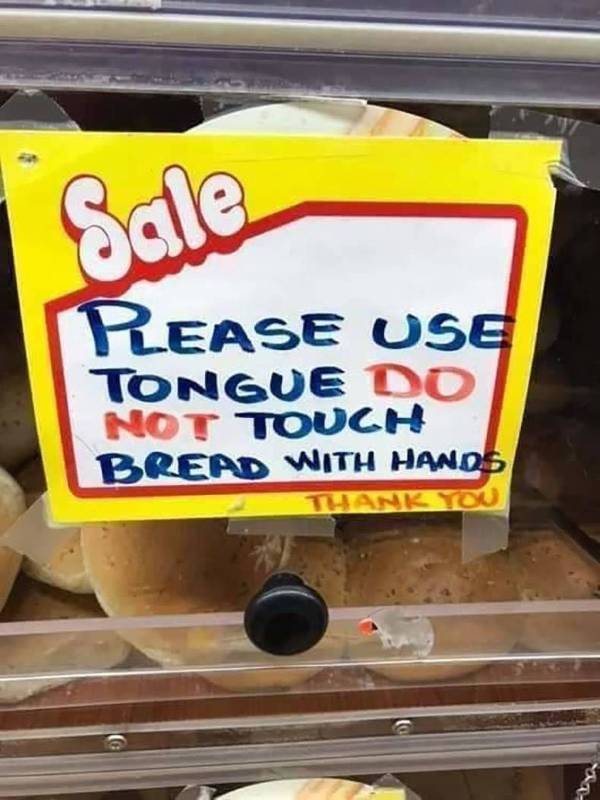 Sale
PLEASE USE
TONGUE DO
NOT TOUCH
BREAD WITH HANDS
THANK YOU